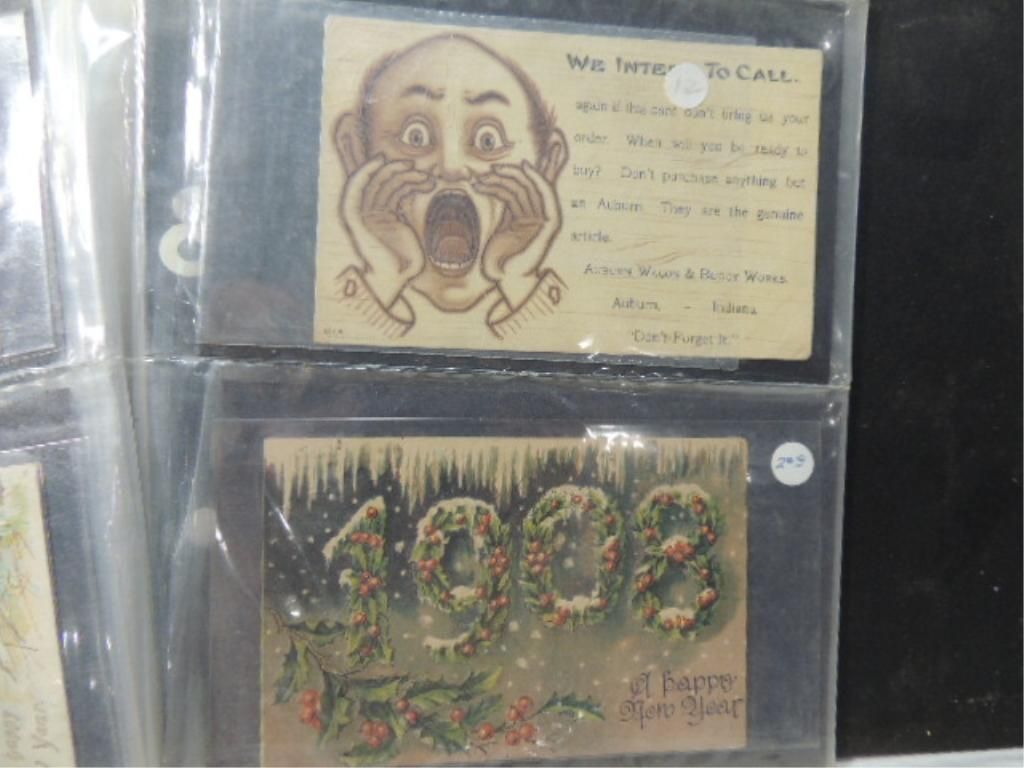 WE INTE TO CALL.
12
again if this card don't bring us your
order. When will you be ready to
buy? Don't purchase anything but
an Auburn. They are the genuine
article.
AUBURN WAGON & BUGGY WORKS.
Auburn, - Indiana.
"Don't Forget It."
1908
A happy
New Year
Year